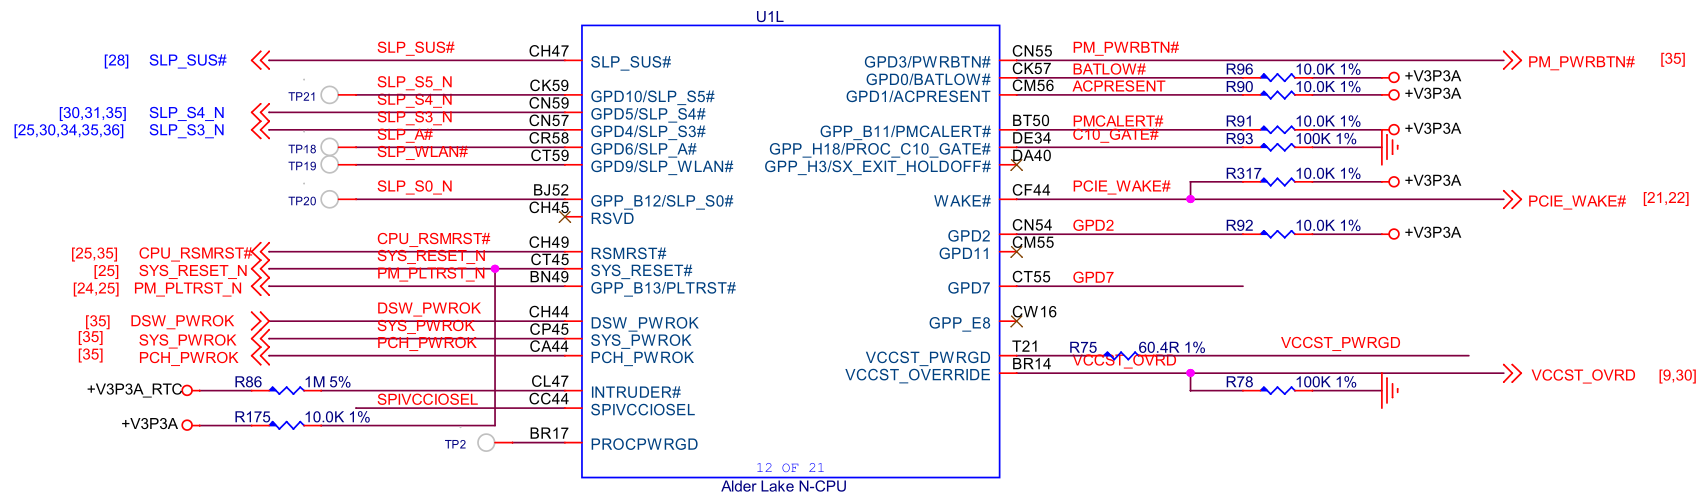 U1L
[28] SLP_SUS# SLP_SUS# CH47 SLP_SUS#
TP21 SLP_S5_N CK59 GPD10/SLP_S5#
[30,31,35] SLP_S4_N SLP_S4_N CN59 GPD5/SLP_S4#
[25,30,34,35,36] SLP_S3_N SLP_S3_N CN57 GPD4/SLP_S3#
TP18 SLP_A# CR58 GPD6/SLP_A#
TP19 SLP_WLAN# CT59 GPD9/SLP_WLAN#
TP20 SLP_S0_N BJ52 GPP_B12/SLP_S0#
CH45 RSVD
[25,35] CPU_RSMRST# CPU_RSMRST# CH49 RSMRST#
[25] SYS_RESET_N SYS_RESET_N CT45 SYS_RESET#
[24,25] PM_PLTRST_N PM_PLTRST_N BN49 GPP_B13/PLTRST#
[35] DSW_PWROK DSW_PWROK CH44 DSW_PWROK
[35] SYS_PWROK SYS_PWROK CP45 SYS_PWROK
[35] PCH_PWROK PCH_PWROK CA44 PCH_PWROK
+V3P3A_RTC R86 1M 5% CL47 INTRUDER#
SPIVCCIOSEL CC44 SPIVCCIOSEL
+V3P3A R175 10.0K 1%
TP2 BR17 PROCPWRGD
GPD3/PWRBTN# CN55 PM_PWRBTN# PM_PWRBTN# [35]
GPD0/BATLOW# CK57 BATLOW# R96 10.0K 1% +V3P3A
GPD1/ACPRESENT CM56 ACPRESENT R90 10.0K 1% +V3P3A
GPP_B11/PMCALERT# BT50 PMCALERT# R91 10.0K 1% +V3P3A
GPP_H18/PROC_C10_GATE# DE34 C10_GATE# R93 100K 1%
GPP_H3/SX_EXIT_HOLDOFF# DA40
R317 10.0K 1% +V3P3A
WAKE# CF44 PCIE_WAKE# PCIE_WAKE# [21,22]
GPD2 CN54 GPD2 R92 10.0K 1% +V3P3A
GPD11 CM55
GPD7 CT55 GPD7
GPP_E8 CW16
VCCST_PWRGD T21 R75 60.4R 1% VCCST_PWRGD
VCCST_OVERRIDE BR14 VCCST_OVRD VCCST_OVRD [9,30]
R78 100K 1%
12 OF 21
Alder Lake N-CPU